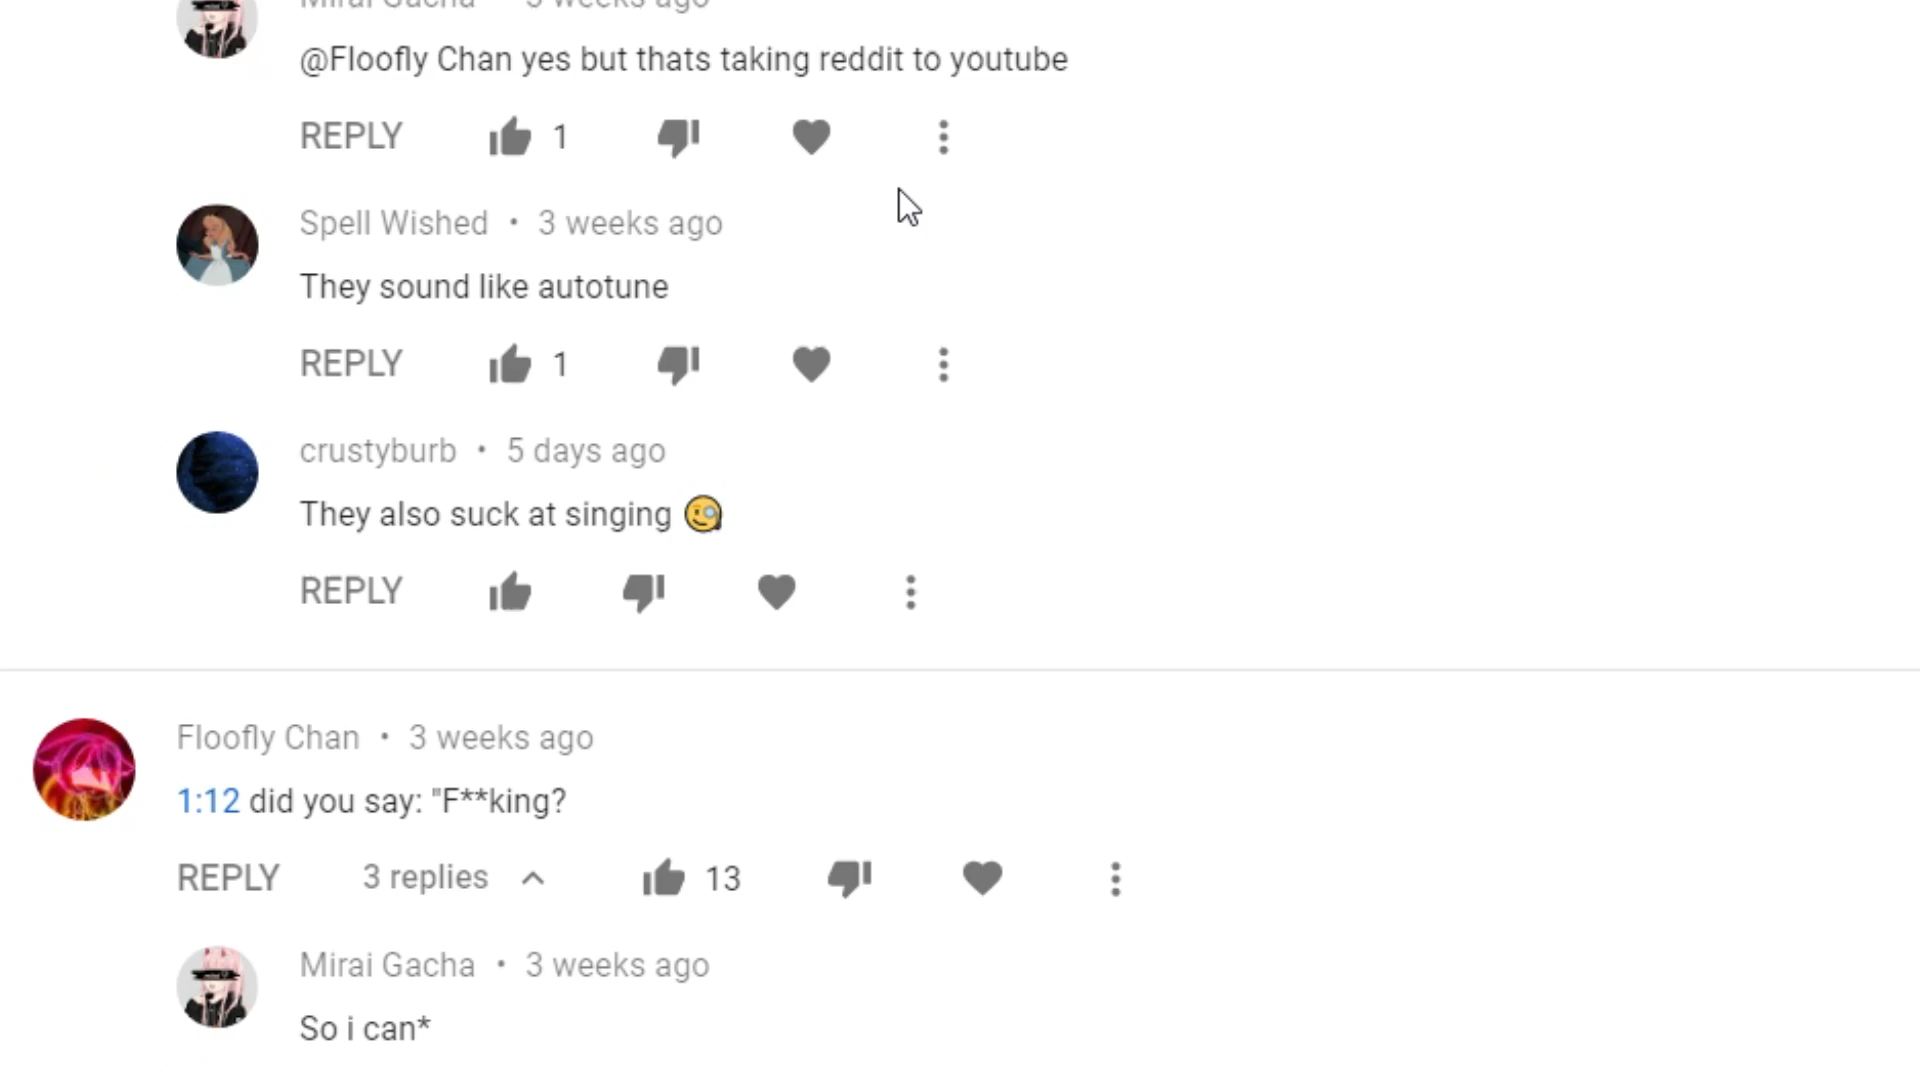 Mirai Gacha • 3 weeks ago
@Floofly Chan yes but thats taking reddit to youtube
REPLY 1
Spell Wished • 3 weeks ago
They sound like autotune
REPLY 1
crustyburb • 5 days ago
They also suck at singing 🧐
REPLY
Floofly Chan • 3 weeks ago
1:12 did you say: "F**king?
REPLY 3 replies 13
Mirai Gacha • 3 weeks ago
So i can*